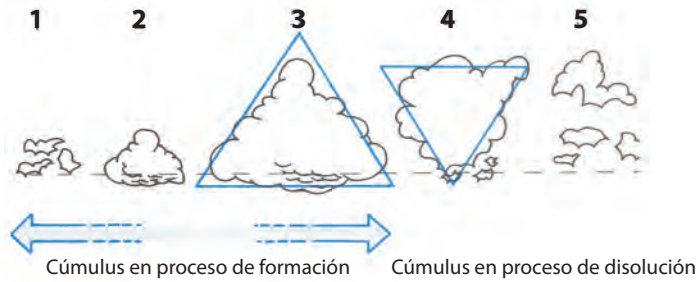 1 2 3 4 5
Cúmulus en proceso de formación Cúmulus en proceso de disolución